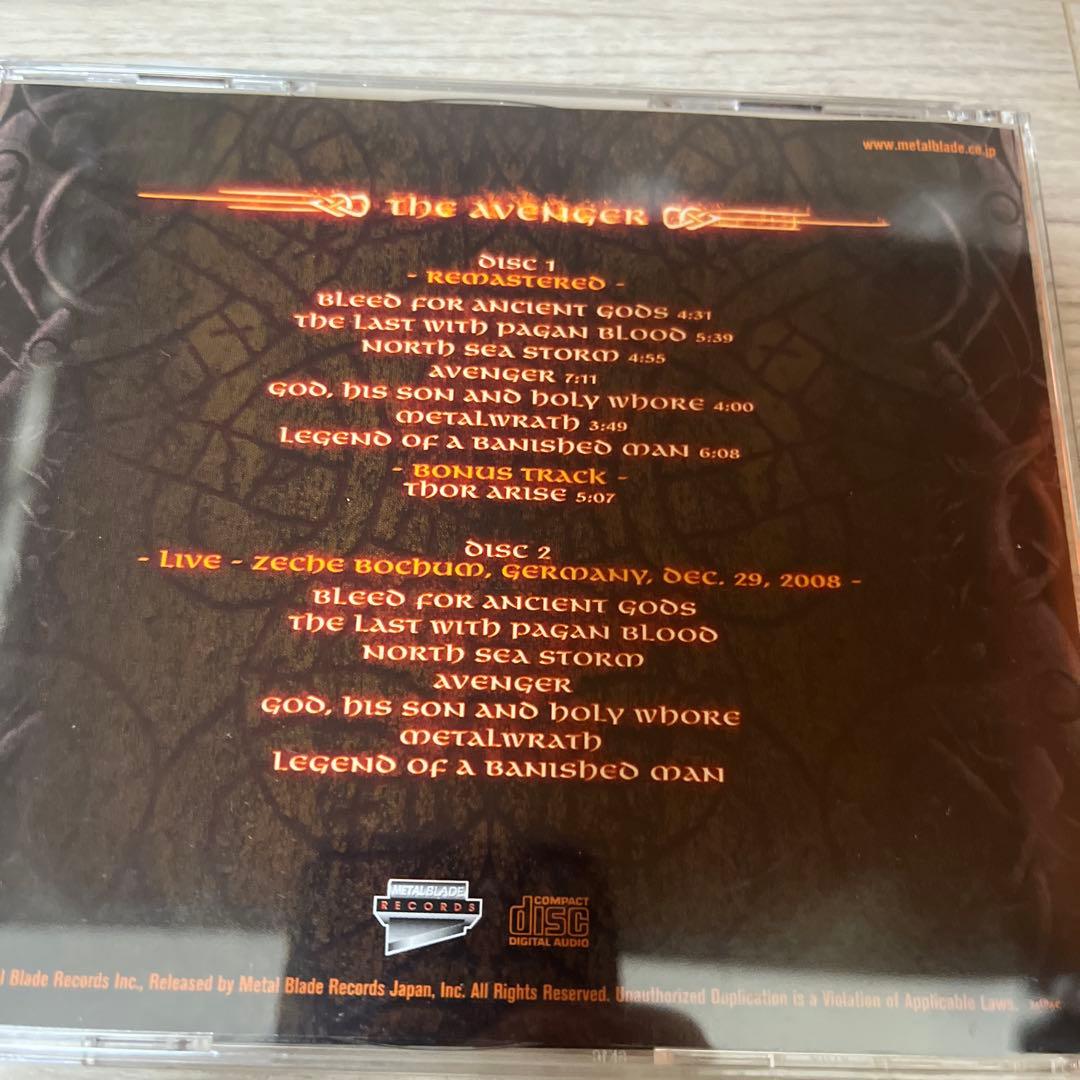 www.metalblade.co.jp
THE AVENGER
DISC 1
- REMASTERED -
BLEED FOR ANCIENT GODS 4:31
THE LAST WITH PAGAN BLOOD 5:39
NORTH SEA STORM 4:55
AVENGER 7:11
GOD, HIS SON AND HOLY WHORE 4:00
METALWRATH 3:49
LEGEND OF A BANISHED MAN 6:08
- BONUS TRACK -
THOR ARISE 5:07
DISC 2
- LIVE - ZECHE BOCHUM, GERMANY, DEC. 29, 2008 -
BLEED FOR ANCIENT GODS
THE LAST WITH PAGAN BLOOD
NORTH SEA STORM
AVENGER
GOD, HIS SON AND HOLY WHORE
METALWRATH
LEGEND OF A BANISHED MAN
METAL BLADE
RECORDS
COMPACT
disc
DIGITAL AUDIO
Blade Records Inc., Released by Metal Blade Records Japan, Inc. All Rights Reserved. Unauthorized Duplication is a Violation of Applicable Laws.